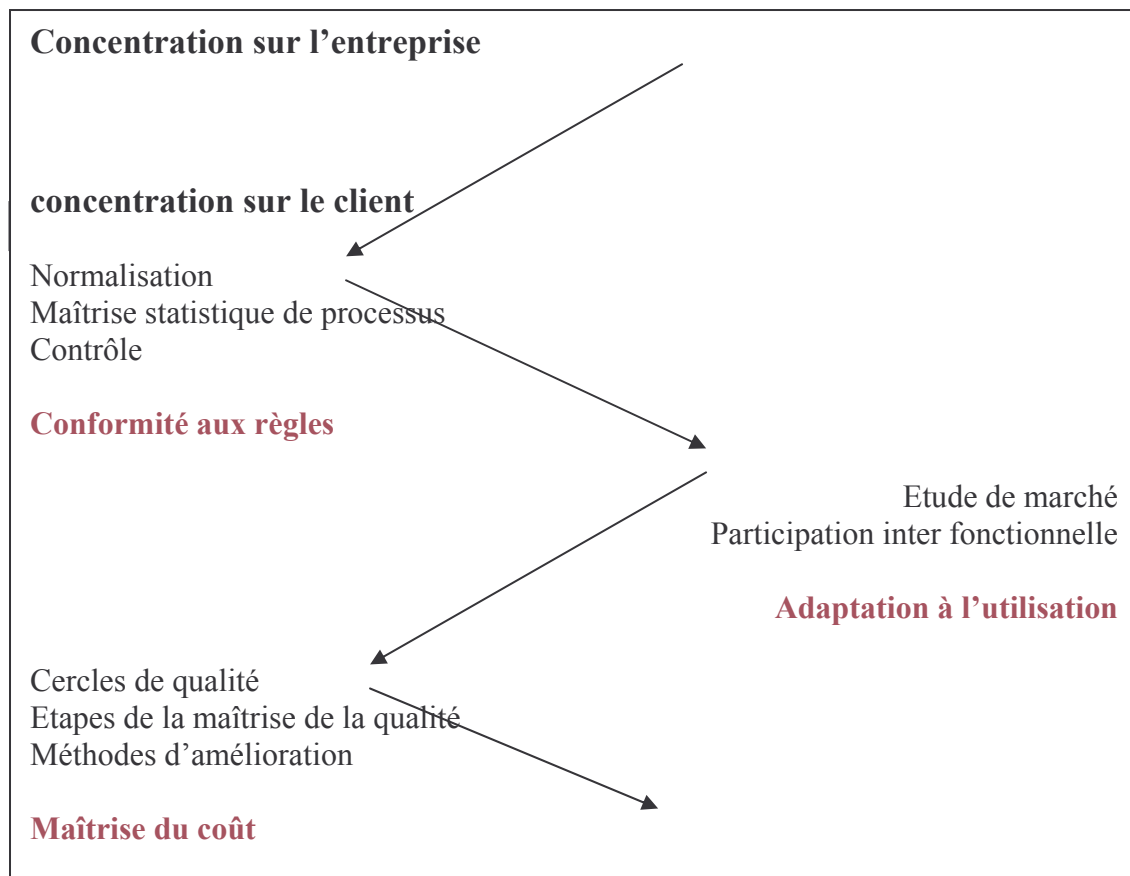 Concentration sur l’entreprise
concentration sur le client
Normalisation
Maîtrise statistique de processus
Contrôle
Conformité aux règles
Etude de marché
Participation inter fonctionnelle
Adaptation à l’utilisation
Cercles de qualité
Etapes de la maîtrise de la qualité
Méthodes d’amélioration
Maîtrise du coût